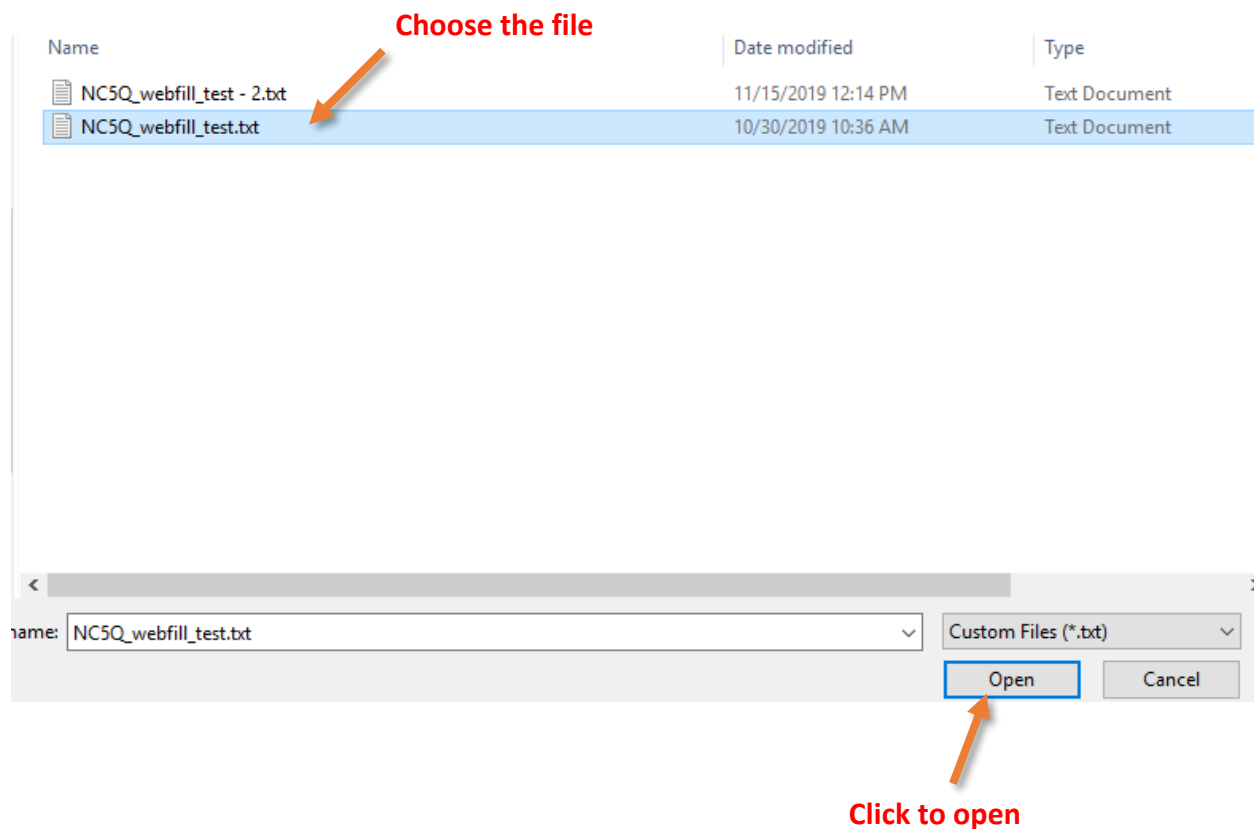 Choose the file
Name Date modified Type
NC5Q_webfill_test - 2.txt 11/15/2019 12:14 PM Text Document
NC5Q_webfill_test.txt 10/30/2019 10:36 AM Text Document
name: NC5Q_webfill_test.txt Custom Files (*.txt)
Open Cancel
Click to open